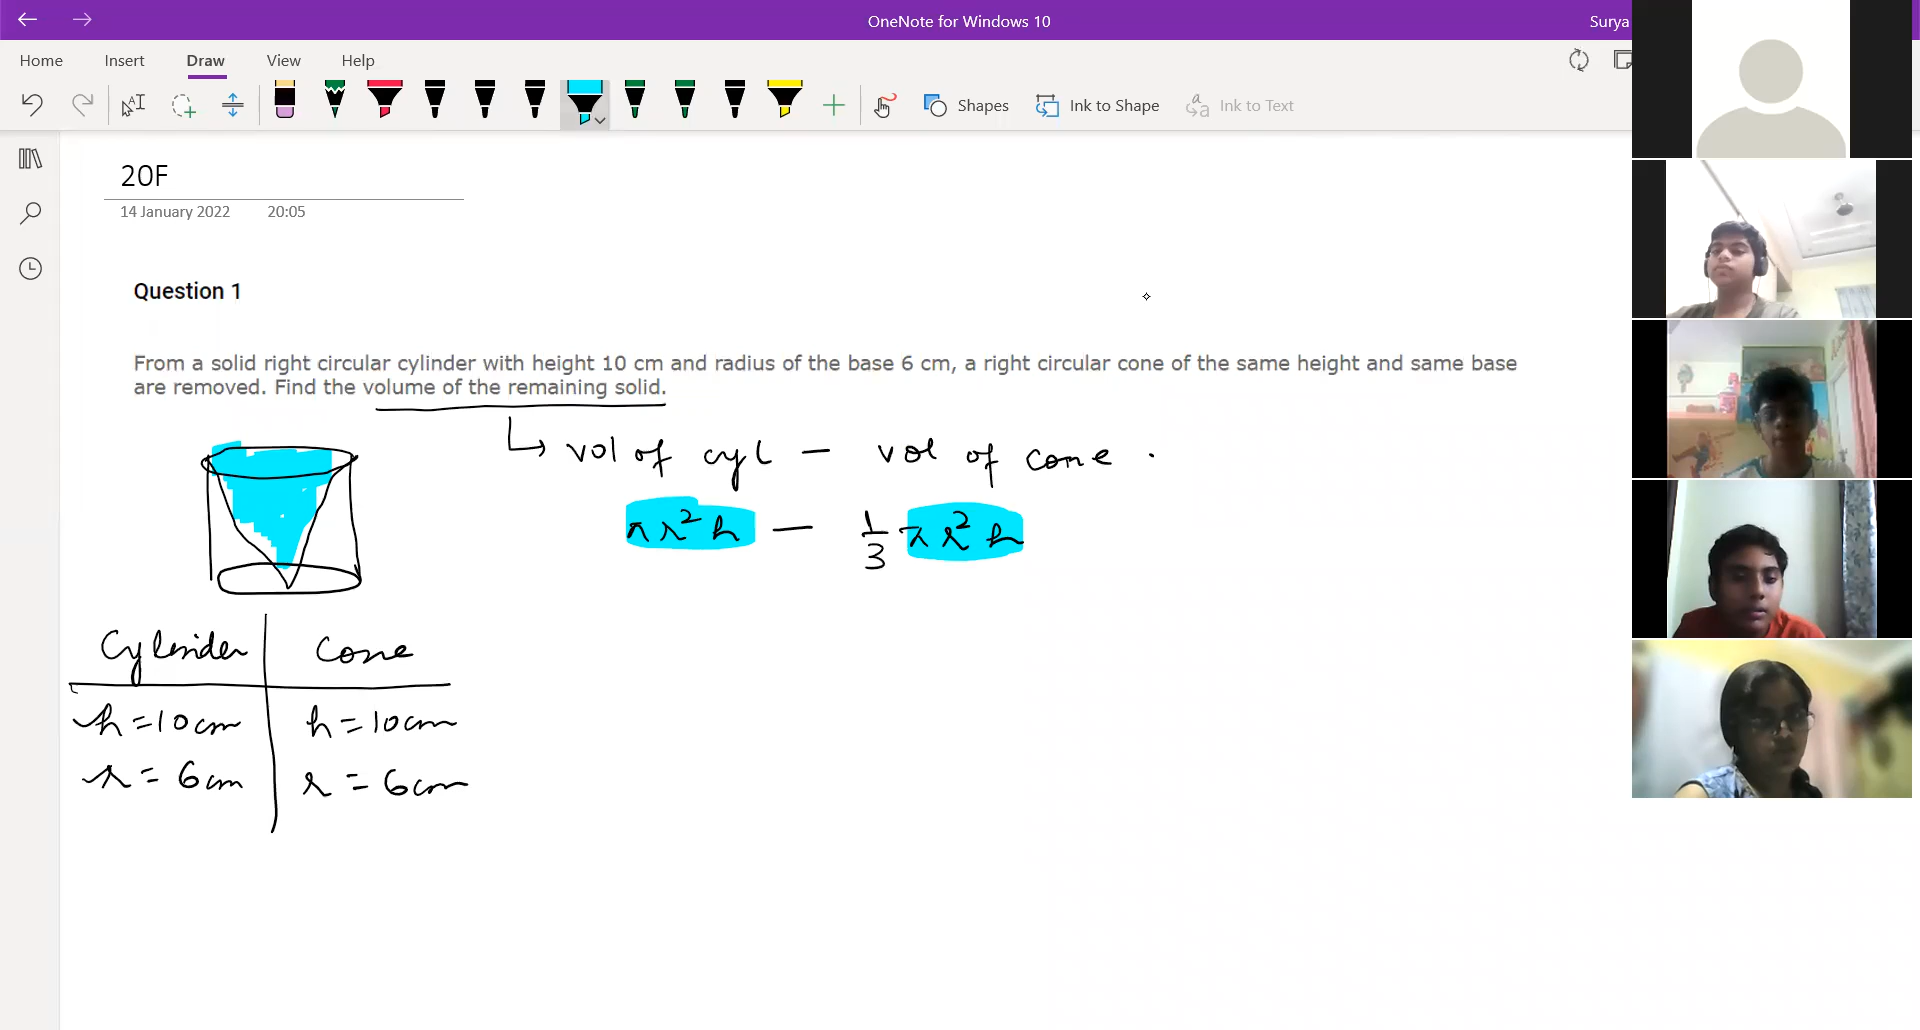 OneNote for Windows 10
Surya
Home Insert Draw View Help
Shapes Ink to Shape Ink to Text
20F
14 January 2022 20:05
Question 1
From a solid right circular cylinder with height 10 cm and radius of the base 6 cm, a right circular cone of the same height and same base
are removed. Find the volume of the remaining solid.
↳ vol of cyl — vol of cone .
πr²h — 1/3 πr²h
Cylinder Cone
h = 10 cm h = 10 cm
r = 6 cm r = 6 cm